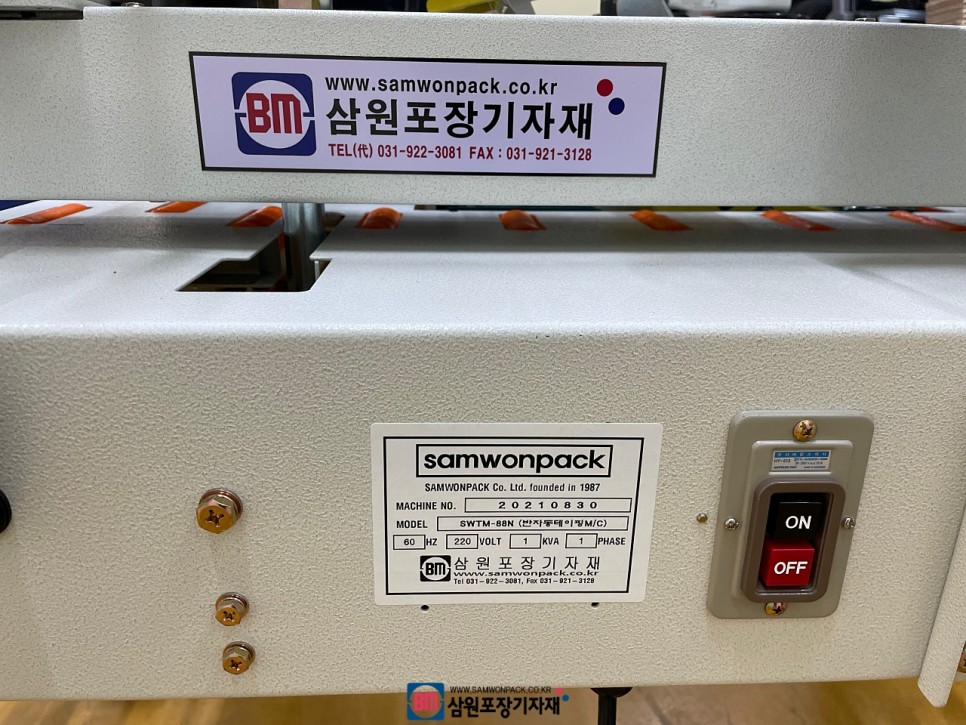 www.samwonpack.co.kr
BM 삼원포장기자재
TEL(代) 031-922-3081 FAX : 031-921-3128
samwonpack
SAMWONPACK Co. Ltd. founded in 1987
MACHINE NO. 20210830
MODEL SWTM-88N (반자동테이핑M/C)
60 HZ 220 VOLT 1 KVA 1 PHASE
BM 삼원포장기자재
www.samwonpack.co.kr
Tel 031-922-3081, Fax 031-921-3128
ON
OFF
WWW.SAMWONPACK.CO.KR
BM 삼원포장기자재